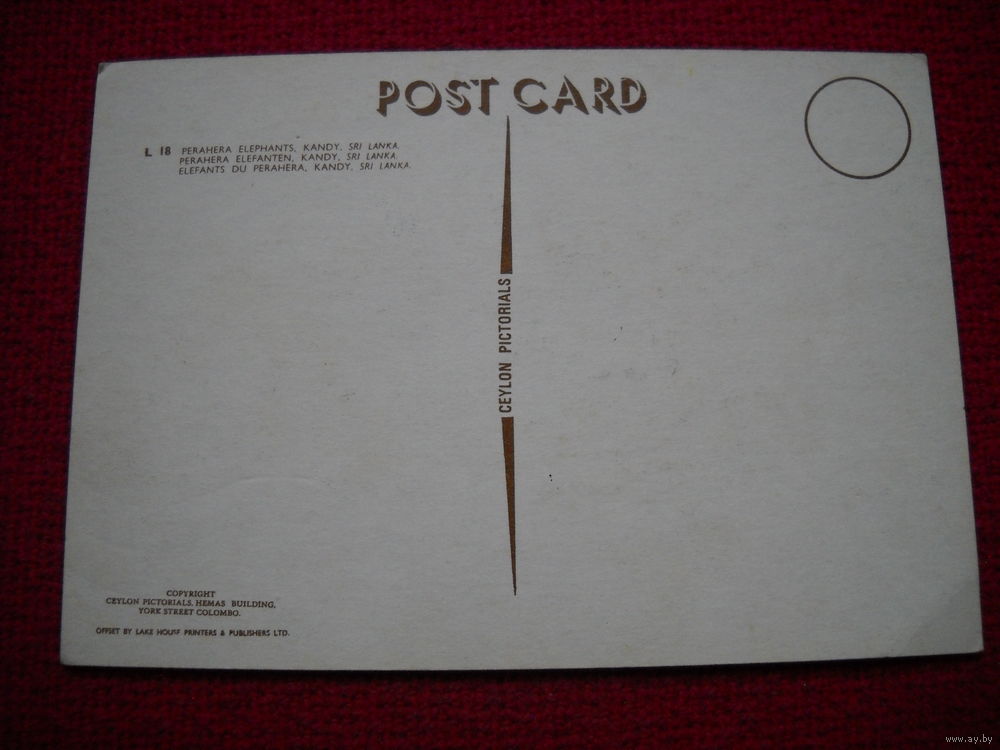 POST CARD
L 18 PERAHERA ELEPHANTS, KANDY, SRI LANKA.
PERAHERA ELEFANTEN, KANDY, SRI LANKA.
ELEFANTS DU PERAHERA, KANDY, SRI LANKA.
CEYLON PICTORIALS
COPYRIGHT
CEYLON PICTORIALS, HEMAS BUILDING,
YORK STREET COLOMBO.
OFFSET BY LAKE HOUSE PRINTERS & PUBLISHERS LTD.
www.ay.by